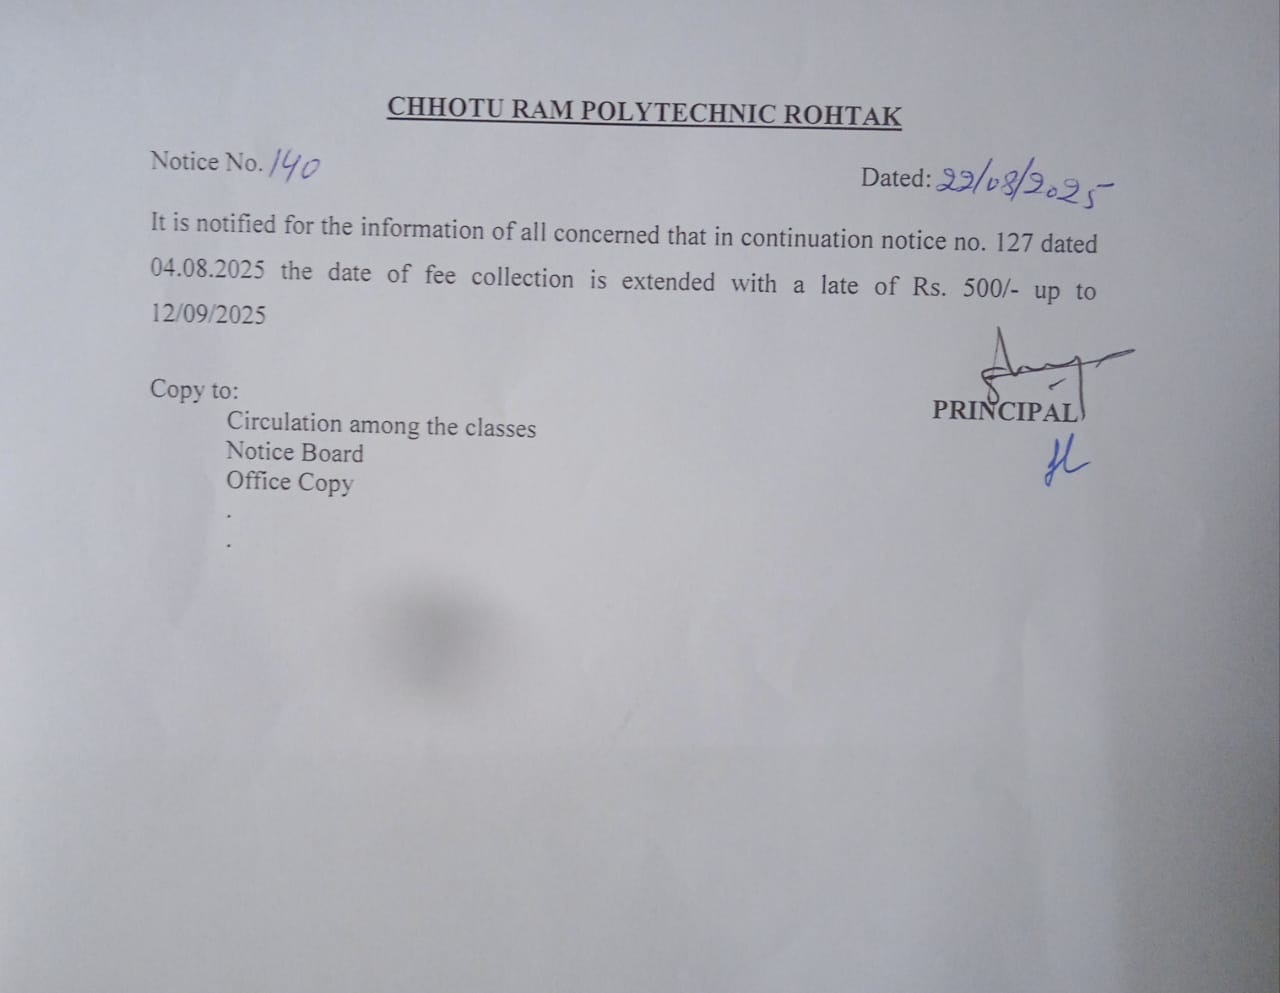 CHHOTU RAM POLYTECHNIC ROHTAK
Notice No. 140
Dated: 22/08/2025
It is notified for the information of all concerned that in continuation notice no. 127 dated
04.08.2025 the date of fee collection is extended with a late of Rs. 500/- up to
12/09/2025
PRINCIPAL
Copy to:
Circulation among the classes
Notice Board
Office Copy
.
.